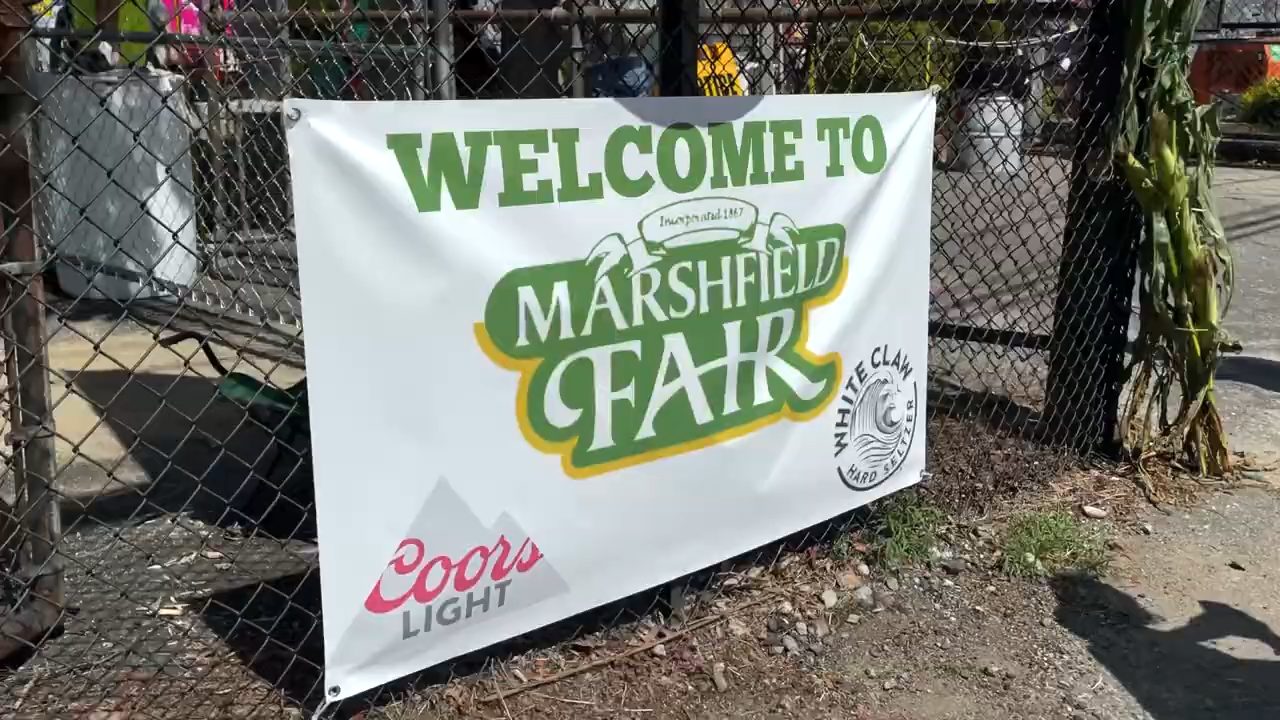 WELCOME TO
Incorporated 1867
MARSHFIELD
FAIR
WHITE CLAW
HARD SELTZER
Coors
LIGHT